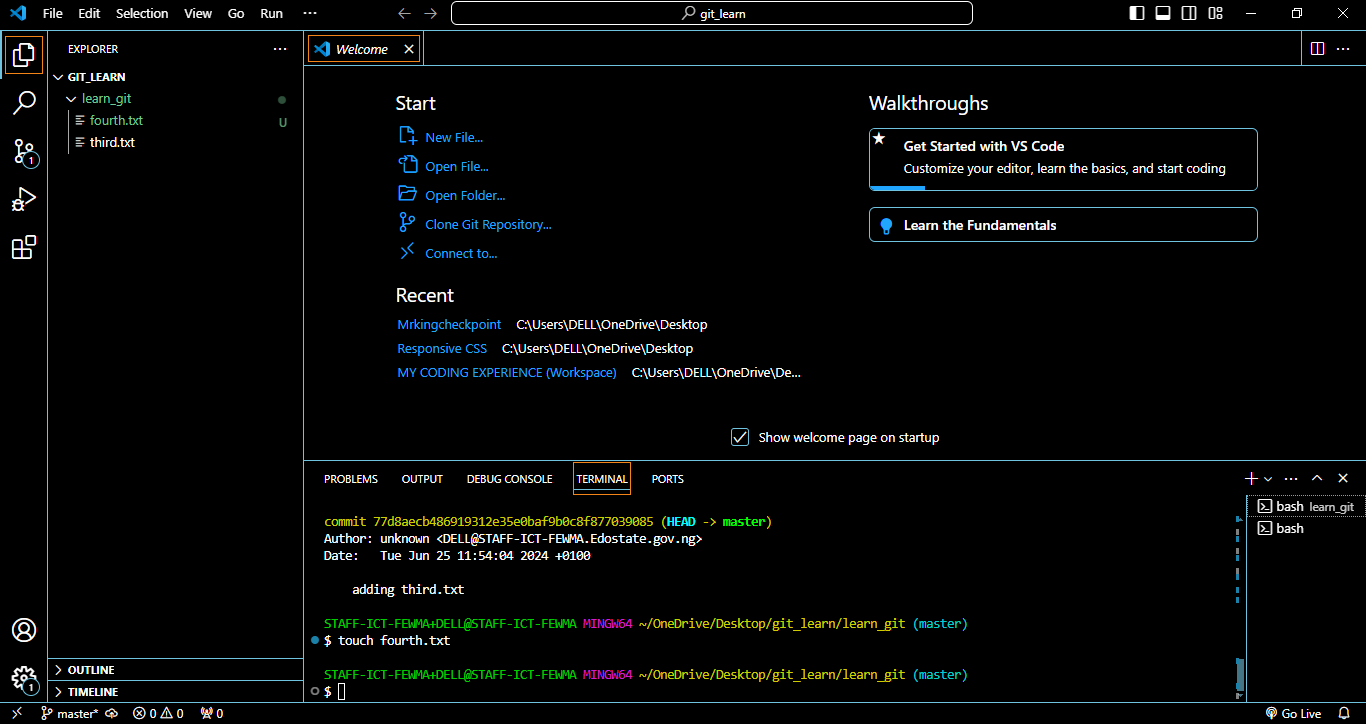 File Edit Selection View Go Run ··· git_learn
EXPLORER ···
GIT_LEARN
learn_git
fourth.txt U
third.txt
1
OUTLINE
TIMELINE
1
Welcome
Start
New File...
Open File...
Open Folder...
Clone Git Repository...
Connect to...
Recent
Mrkingcheckpoint C:\Users\DELL\OneDrive\Desktop
Responsive CSS C:\Users\DELL\OneDrive\Desktop
MY CODING EXPERIENCE (Workspace) C:\Users\DELL\OneDrive\De...
Walkthroughs
Get Started with VS Code
Customize your editor, learn the basics, and start coding
Learn the Fundamentals
Show welcome page on startup
PROBLEMS OUTPUT DEBUG CONSOLE TERMINAL PORTS
commit 77d8aecb486919312e35e0baf9b0c8f877039085 (HEAD -> master)
Author: unknown <DELL@STAFF-ICT-FEWMA.Edostate.gov.ng>
Date:   Tue Jun 25 11:54:04 2024 +0100
adding third.txt
STAFF-ICT-FEWMA+DELL@STAFF-ICT-FEWMA MINGW64 ~/OneDrive/Desktop/git_learn/learn_git (master)
$ touch fourth.txt
STAFF-ICT-FEWMA+DELL@STAFF-ICT-FEWMA MINGW64 ~/OneDrive/Desktop/git_learn/learn_git (master)
$
bash learn_git
bash
master* 0 0 0 Go Live